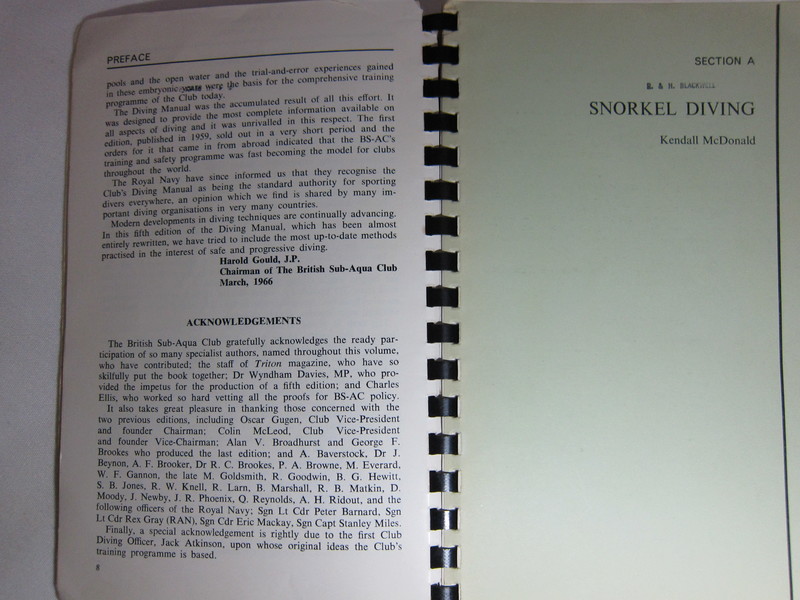 PREFACE
pools and the open water and the trial-and-error experiences gained
in these embryonic years were the basis for the comprehensive training
programme of the Club today.
The Diving Manual was the accumulated result of all this effort. It
was designed to provide the most complete information available on
all aspects of diving and it was unrivalled in this respect. The first
edition, published in 1959, sold out in a very short period and the
orders for it that came in from abroad indicated that the BS-AC's
training and safety programme was fast becoming the model for clubs
throughout the world.
The Royal Navy have since informed us that they recognise the
Club's Diving Manual as being the standard authority for sporting
divers everywhere, an opinion which we find is shared by many im-
portant diving organisations in very many countries.
Modern developments in diving techniques are continually advancing.
In this fifth edition of the Diving Manual, which has been almost
entirely rewritten, we have tried to include the most up-to-date methods
practised in the interest of safe and progressive diving.
Harold Gould, J.P.
Chairman of The British Sub-Aqua Club
March, 1966
ACKNOWLEDGEMENTS
The British Sub-Aqua Club gratefully acknowledges the ready par-
ticipation of so many specialist authors, named throughout this volume,
who have contributed; the staff of Triton magazine, who have so
skilfully put the book together; Dr Wyndham Davies, MP, who pro-
vided the impetus for the production of a fifth edition; and Charles
Ellis, who worked so hard vetting all the proofs for BS-AC policy.
It also takes great pleasure in thanking those concerned with the
two previous editions, including Oscar Gugen, Club Vice-President
and founder Chairman; Colin McLeod, Club Vice-President
and founder Vice-Chairman; Alan V. Broadhurst and George F.
Brookes who produced the last edition; and A. Baverstock, Dr J.
Beynon, A. F. Brooker, Dr R. C. Brookes, P. A. Browne, M. Everard,
W. F. Gannon, the late M. Goldsmith, R. Goodwin, B. G. Hewitt,
S. B. Jones, R. W. Knell, R. Larn, B. Marshall, R. B. Matkin, D.
Moody, J. Newby, J. R. Phoenix, Q. Reynolds, A. H. Ridout, and the
following officers of the Royal Navy; Sgn Lt Cdr Peter Barnard, Sgn
Lt Cdr Rex Gray (RAN), Sgn Cdr Eric Mackay, Sgn Capt Stanley Miles.
Finally, a special acknowledgement is rightly due to the first Club
Diving Officer, Jack Atkinson, upon whose original ideas the Club's
training programme is based.
8
SECTION A
& H. BLACKWELL
SNORKEL DIVING
Kendall McDonald